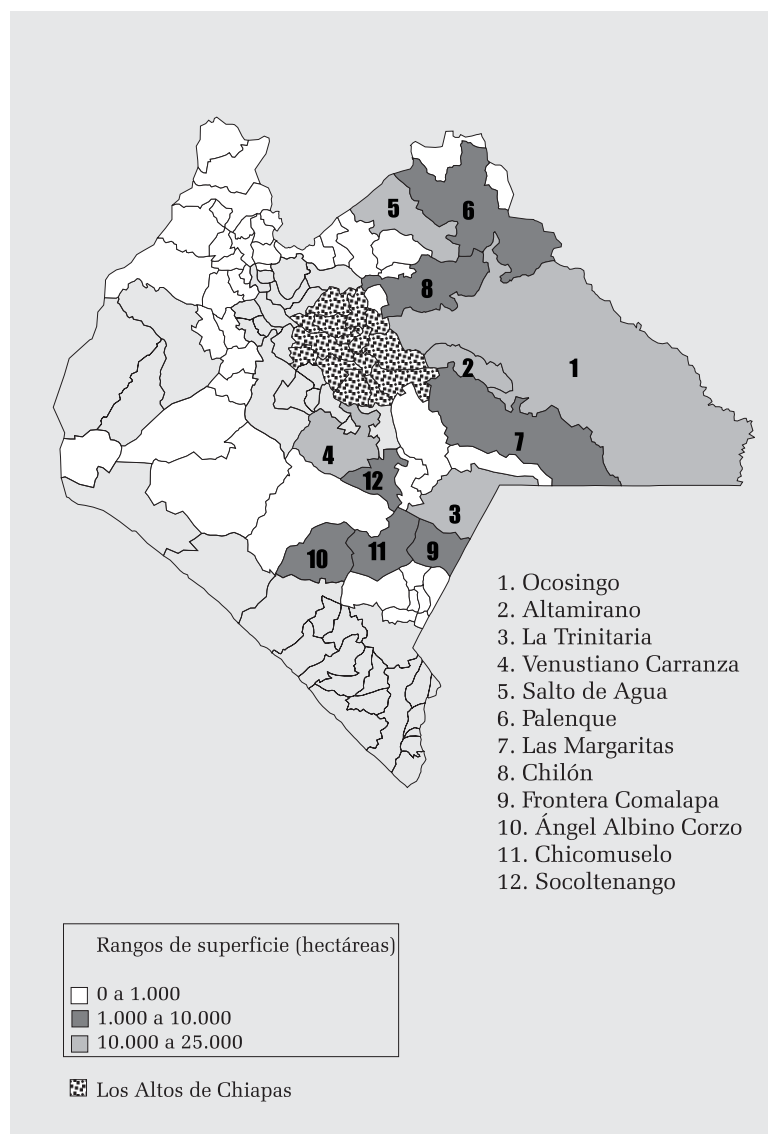 5
6
8
2
1
7
4
12
3
10
11
9
1. Ocosingo
2. Altamirano
3. La Trinitaria
4. Venustiano Carranza
5. Salto de Agua
6. Palenque
7. Las Margaritas
8. Chilón
9. Frontera Comalapa
10. Ángel Albino Corzo
11. Chicomuselo
12. Socoltenango
Rangos de superficie (hectáreas)
0 a 1.000
1.000 a 10.000
10.000 a 25.000
Los Altos de Chiapas